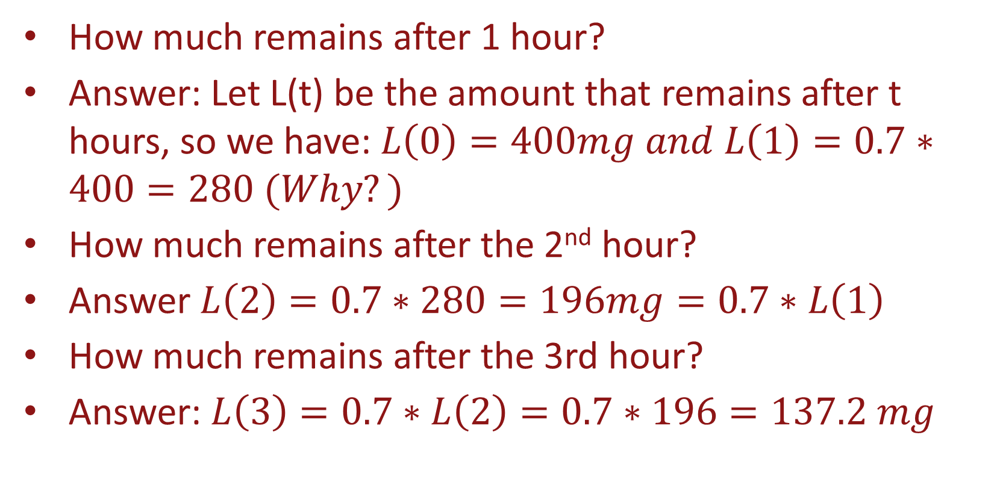 • How much remains after 1 hour?
• Answer: Let L(t) be the amount that remains after t
hours, so we have: L(0) = 400mg and L(1) = 0.7 ∗
400 = 280 (Why? )
• How much remains after the 2nd hour?
• Answer L(2) = 0.7 ∗ 280 = 196mg = 0.7 ∗ L(1)
• How much remains after the 3rd hour?
• Answer: L(3) = 0.7 ∗ L(2) = 0.7 ∗ 196 = 137.2 mg